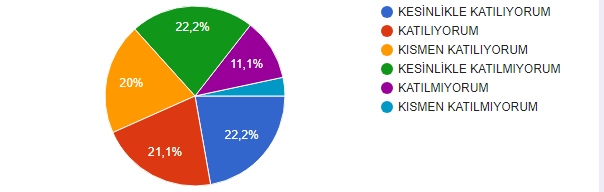 22,2%
11,1%
20%
21,1%
22,2%
KESİNLİKLE KATILIYORUM
KATILIYORUM
KISMEN KATILIYORUM
KESİNLİKLE KATILMIYORUM
KATILMIYORUM
KISMEN KATILMIYORUM